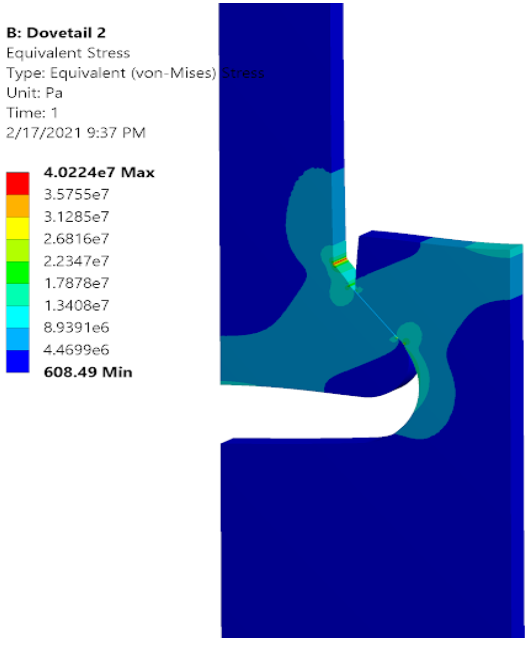 B: Dovetail 2
Equivalent Stress
Type: Equivalent (von-Mises) Stress
Unit: Pa
Time: 1
2/17/2021 9:37 PM
4.0224e7 Max
3.5755e7
3.1285e7
2.6816e7
2.2347e7
1.7878e7
1.3408e7
8.9391e6
4.4699e6
608.49 Min